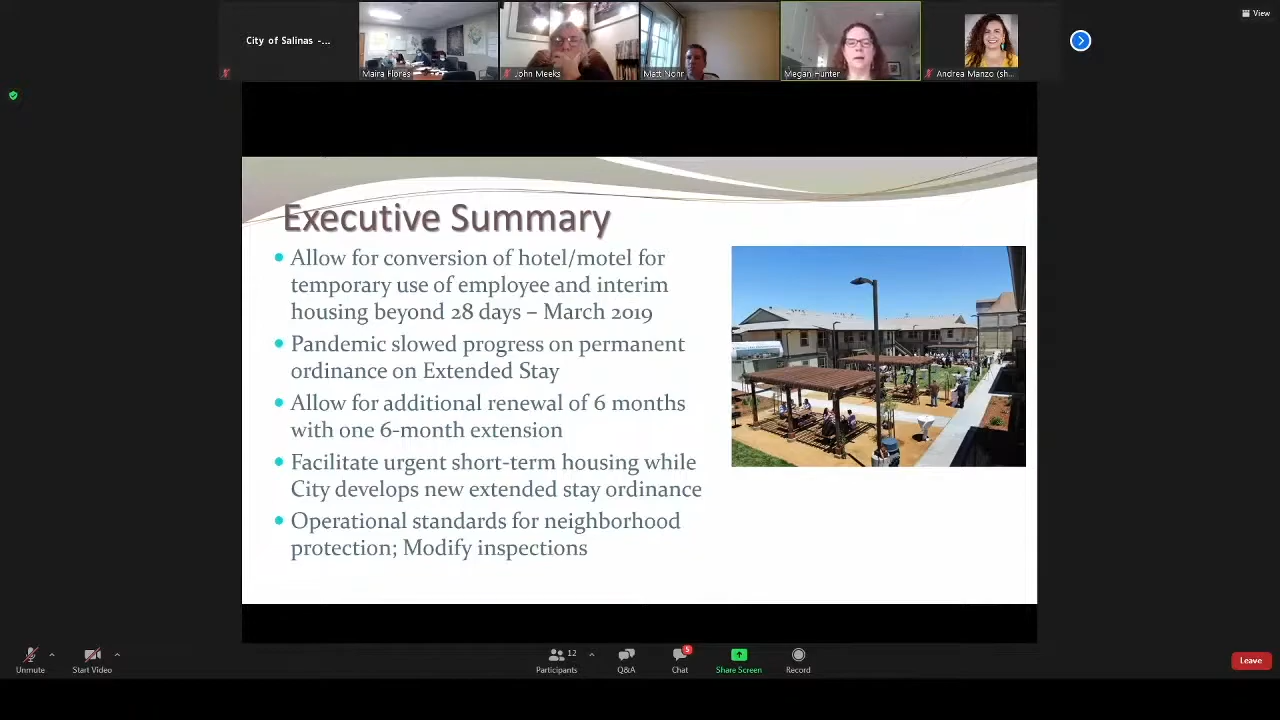 City of Salinas -...
View
Maira Flores
John Meeks
Matt Nohr
Megan Hunter
Andrea Manzo (sh...
Executive Summary
Allow for conversion of hotel/motel for
temporary use of employee and interim
housing beyond 28 days – March 2019
Pandemic slowed progress on permanent
ordinance on Extended Stay
Allow for additional renewal of 6 months
with one 6-month extension
Facilitate urgent short-term housing while
City develops new extended stay ordinance
Operational standards for neighborhood
protection; Modify inspections
Unmute
Start Video
12
Participants
Q&A
5
Chat
Share Screen
Record
Leave